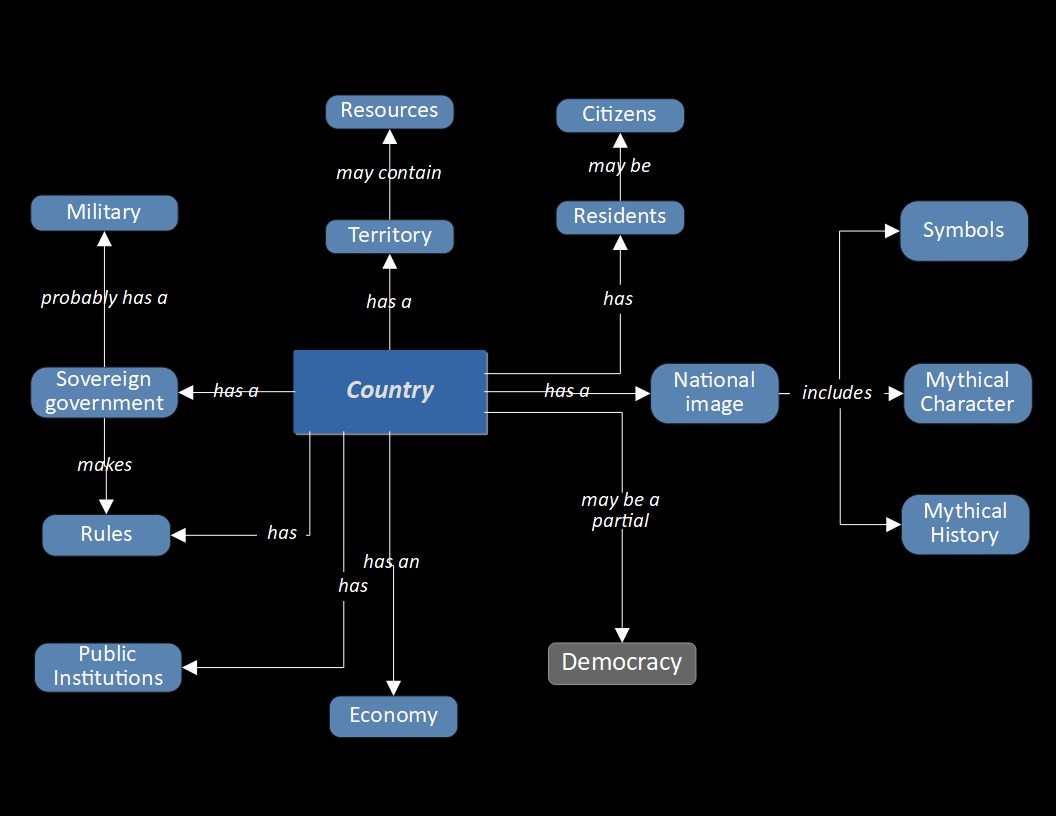 Resources
Citizens
may contain
may be
Military
Territory
Residents
Symbols
probably has a
has a
has
Sovereign
government
has a
Country
has a
National
image
includes
Mythical
Character
makes
may be a
partial
Rules
has
Mythical
History
has an
has
Public
Institutions
Democracy
Economy